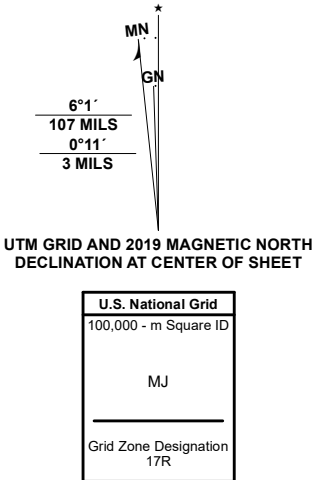 ★
MN
GN
6°1´
107 MILS
0°11´
3 MILS
UTM GRID AND 2019 MAGNETIC NORTH
DECLINATION AT CENTER OF SHEET
U.S. National Grid
100,000 - m Square ID
MJ
Grid Zone Designation
17R